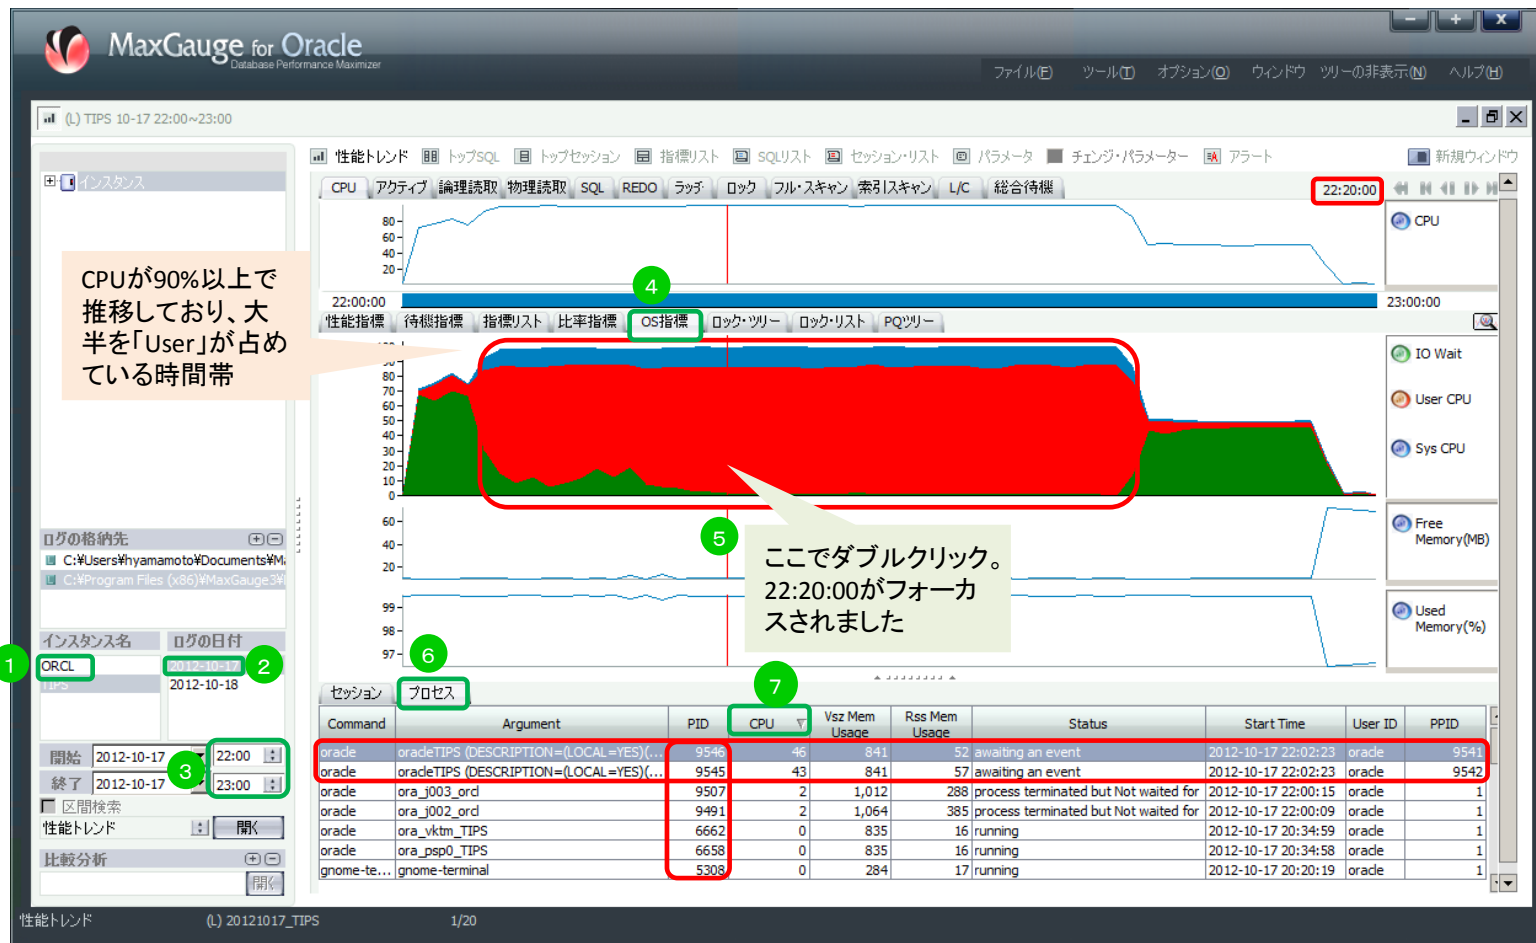 MaxGauge for Oracle
Database Performance Maximizer
ファイル(F) ツール(T) オプション(O) ウィンドウ ツリーの非表示(N) ヘルプ(H)
(L) TIPS 10-17 22:00~23:00
性能トレンド トップSQL トップセッション 指標リスト SQLリスト セッション・リスト パラメータ チェンジ・パラメーター アラート 新規ウィンドウ
インスタンス
CPU アクティブ 論理読取 物理読取 SQL REDO ラッチ ロック フル・スキャン 索引スキャン L/C 総合待機
22:20:00
80
60
40
20
CPU
CPUが90%以上で
推移しており、大
半を「User」が占め
ている時間帯
4
22:00:00
23:00:00
性能指標 待機指標 指標リスト 比率指標 OS指標 ロック・ツリー ロック・リスト PQツリー
80
70
60
50
40
30
20
10
0
IO Wait
User CPU
Sys CPU
5
ここでダブルクリック。
22:20:00がフォーカ
スされました
60
40
20
Free
Memory(MB)
99
98
97
Used
Memory(%)
ログの格納先
C:¥Users¥hyamamoto¥Documents¥M
C:¥Program Files (x86)¥MaxGauge3¥
インスタンス名 ログの日付
1
ORCL
TIPS
2012-10-17
2
2012-10-18
開始 2012-10-17 22:00
3
終了 2012-10-17 23:00
区間検索
性能トレンド 開く
比較分析
開く
6
7
セッション プロセス
Command Argument PID CPU Vsz Mem Usage Rss Mem Usage Status Start Time User ID PPID
oracle oracleTIPS (DESCRIPTION=(LOCAL=YES)(... 9546 46 841 52 awaiting an event 2012-10-17 22:02:23 oracle 9541
oracle oracleTIPS (DESCRIPTION=(LOCAL=YES)(... 9545 43 841 57 awaiting an event 2012-10-17 22:02:23 oracle 9542
oracle ora_j003_orcl 9507 2 1,012 288 process terminated but Not waited for 2012-10-17 22:00:15 oracle 1
oracle ora_j002_orcl 9491 2 1,064 385 process terminated but Not waited for 2012-10-17 22:00:09 oracle 1
oracle ora_vktm_TIPS 6662 0 835 16 running 2012-10-17 20:34:59 oracle 1
oracle ora_psp0_TIPS 6658 0 835 16 running 2012-10-17 20:34:58 oracle 1
gnome-te... gnome-terminal 5308 0 284 17 running 2012-10-17 20:20:19 oracle 1
性能トレンド (L) 20121017_TIPS 1/20